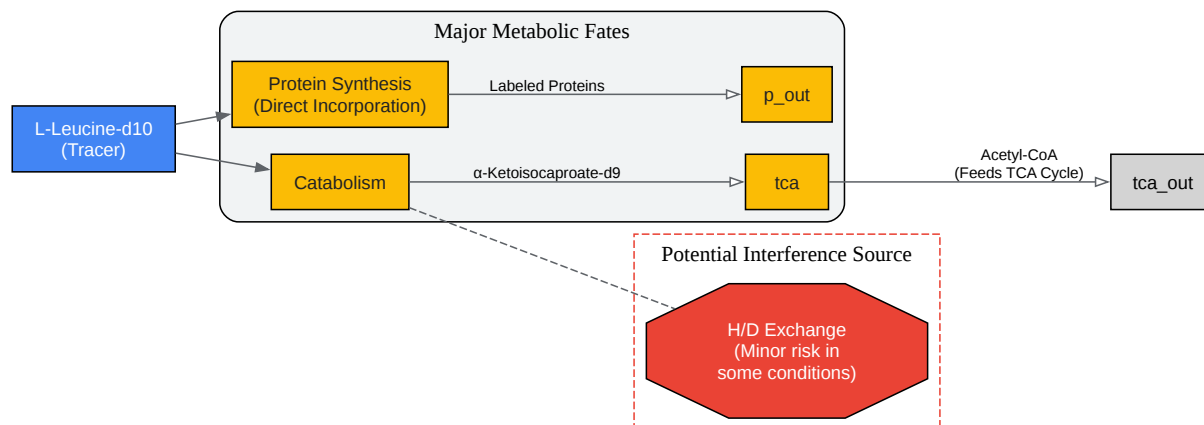 Major Metabolic Fates
L-Leucine-d10
(Tracer)
Protein Synthesis
(Direct Incorporation)
Labeled Proteins
p_out
Catabolism
α-Ketoisocaproate-d9
tca
Acetyl-CoA
(Feeds TCA Cycle)
tca_out
Potential Interference Source
H/D Exchange
(Minor risk in
some conditions)